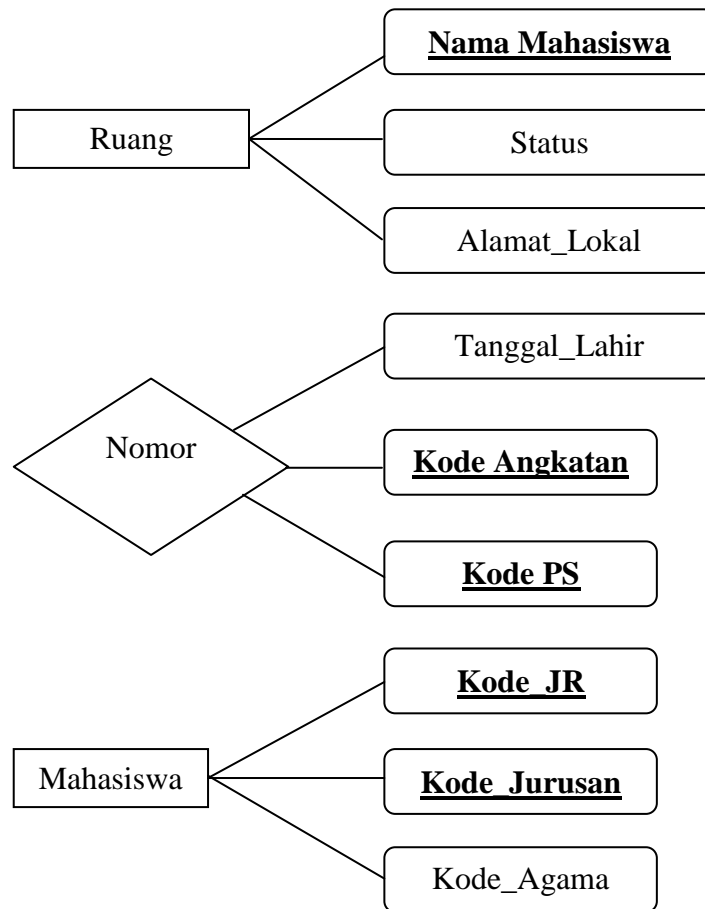 Nama Mahasiswa
Ruang
Status
Alamat_Lokal
Tanggal_Lahir
Nomor
Kode Angkatan
Kode PS
Kode_JR
Mahasiswa
Kode_Jurusan
Kode_Agama